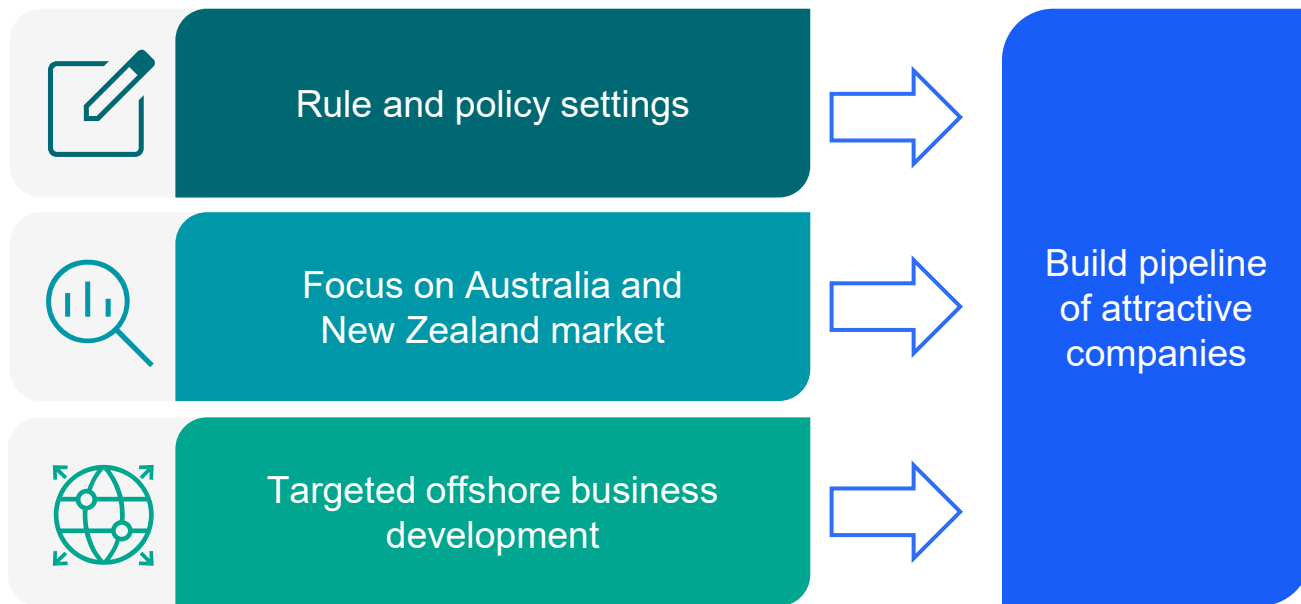 Rule and policy settings
Focus on Australia and
New Zealand market
Targeted offshore business
development
Build pipeline
of attractive
companies